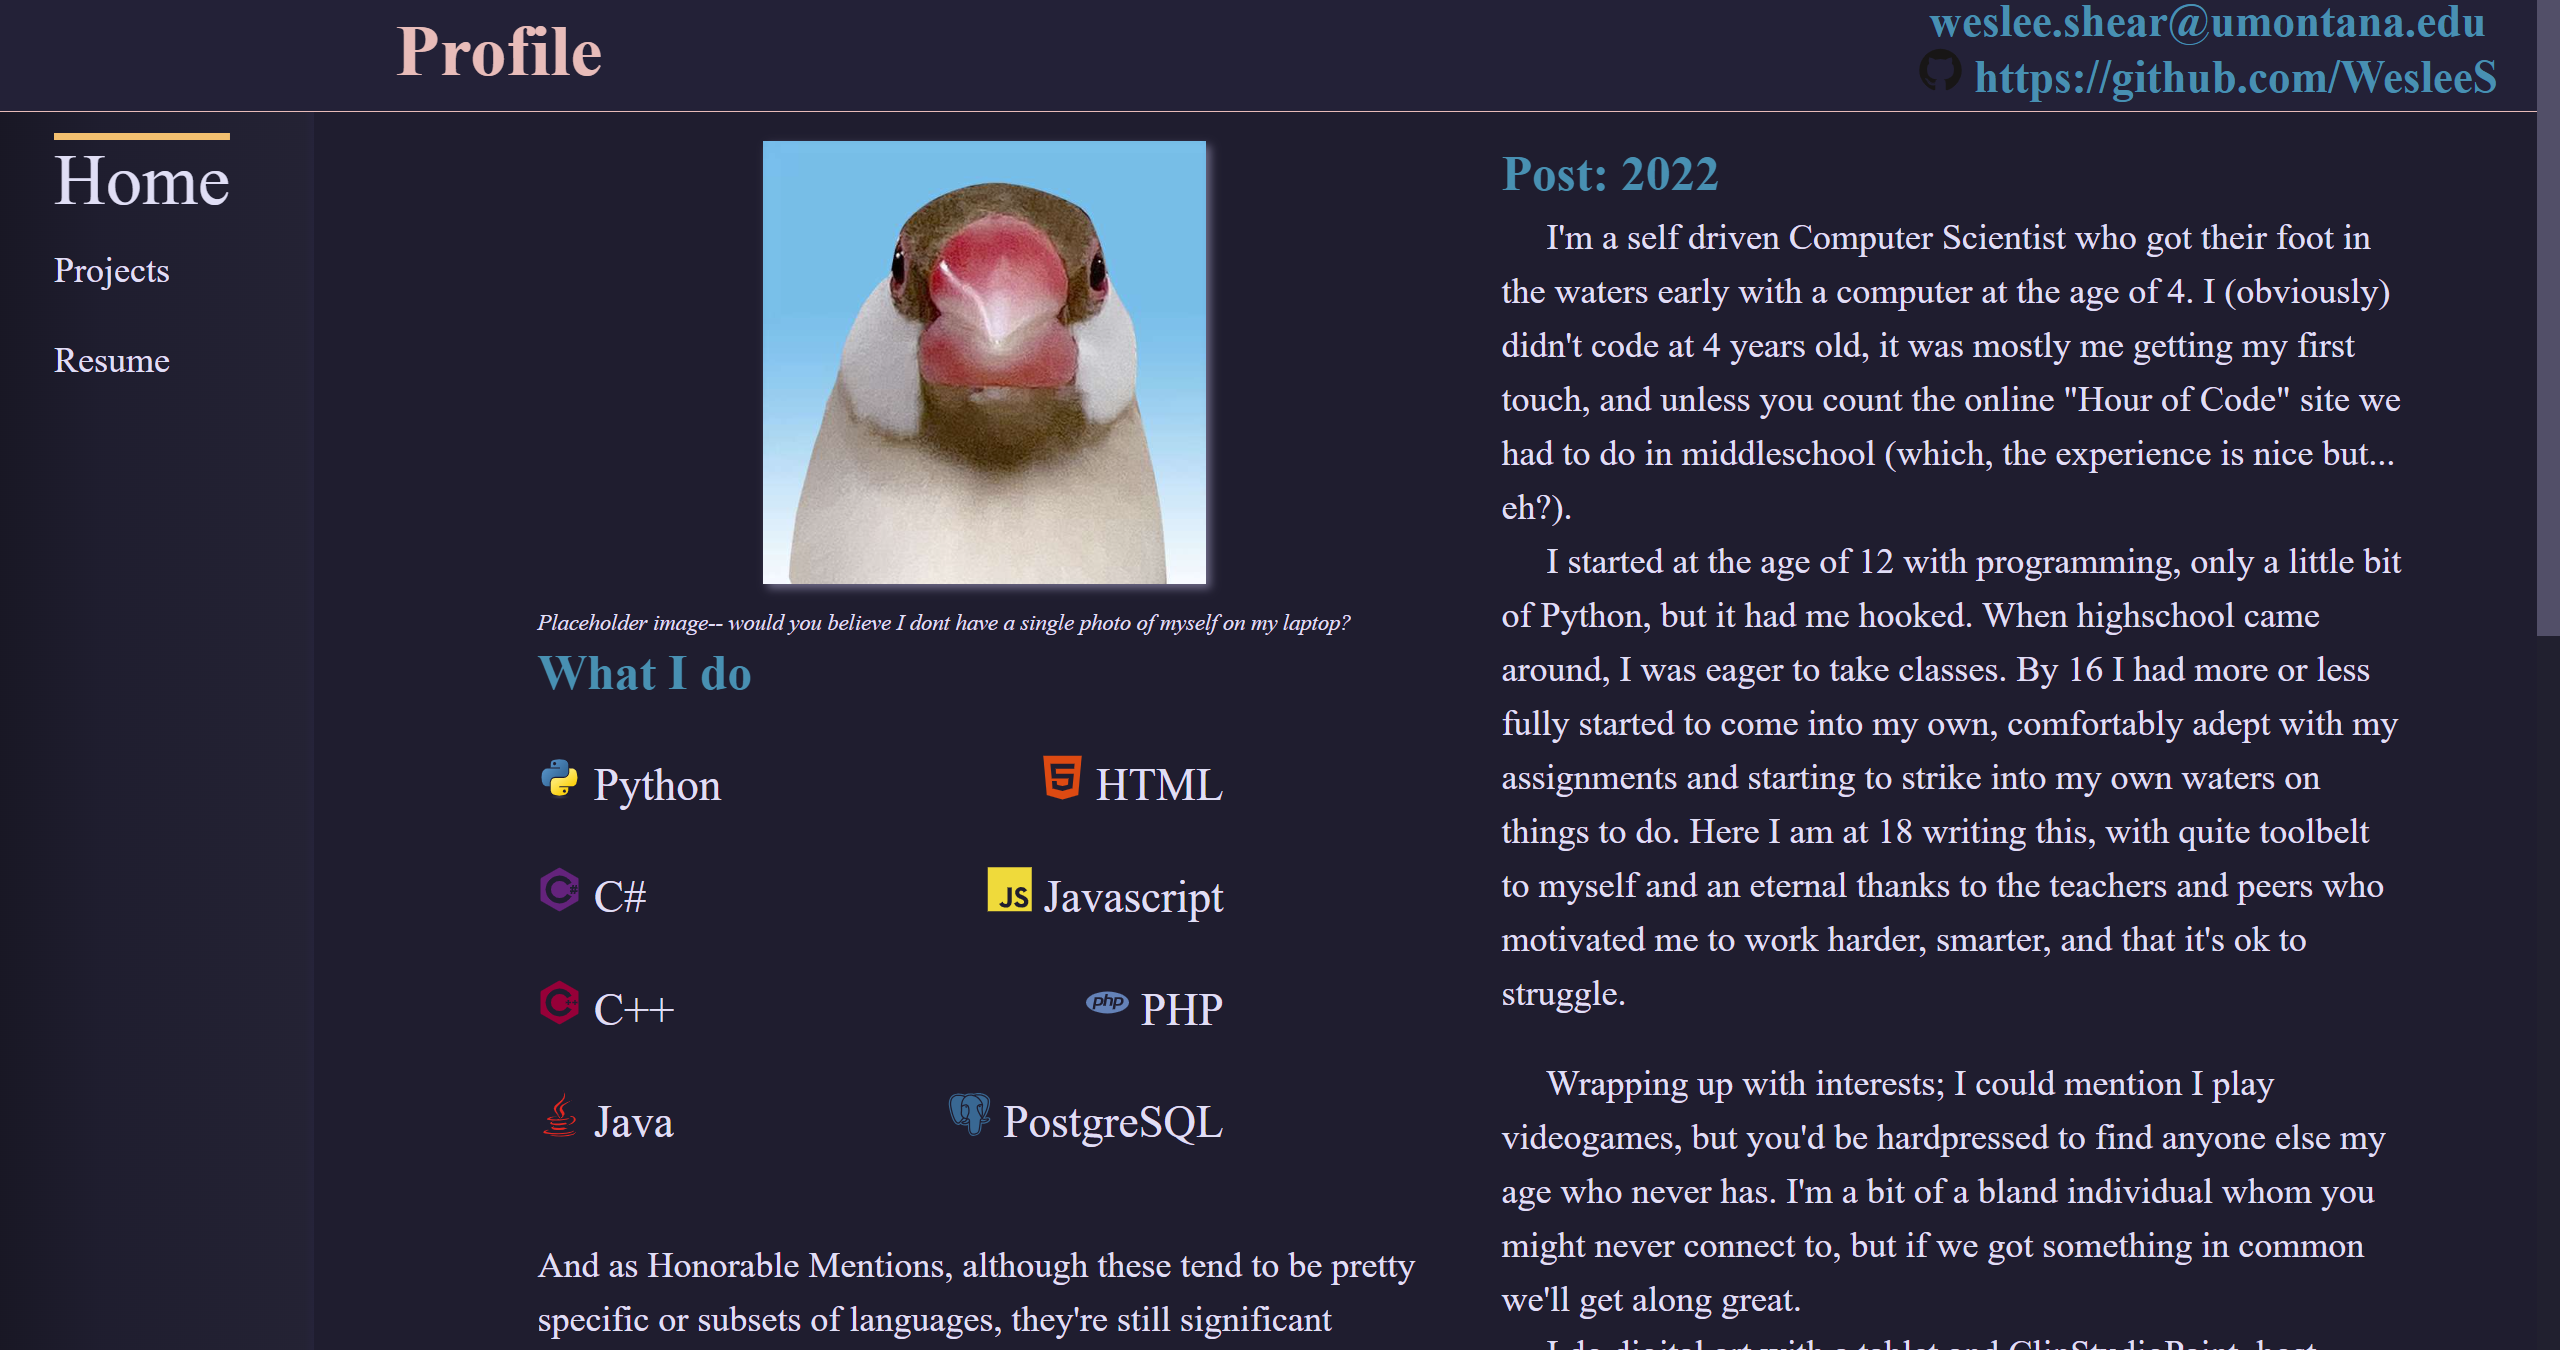 Profile
weslee.shear@umontana.edu
https://github.com/WesleeS
Home
Projects
Resume
Placeholder image-- would you believe I dont have a single photo of myself on my laptop?
What I do
Python
HTML
C#
JS Javascript
C++
php PHP
Java
PostgreSQL
And as Honorable Mentions, although these tend to be pretty
specific or subsets of languages, they're still significant
Post: 2022
I'm a self driven Computer Scientist who got their foot in
the waters early with a computer at the age of 4. I (obviously)
didn't code at 4 years old, it was mostly me getting my first
touch, and unless you count the online "Hour of Code" site we
had to do in middleschool (which, the experience is nice but...
eh?).
I started at the age of 12 with programming, only a little bit
of Python, but it had me hooked. When highschool came
around, I was eager to take classes. By 16 I had more or less
fully started to come into my own, comfortably adept with my
assignments and starting to strike into my own waters on
things to do. Here I am at 18 writing this, with quite toolbelt
to myself and an eternal thanks to the teachers and peers who
motivated me to work harder, smarter, and that it's ok to
struggle.
Wrapping up with interests; I could mention I play
videogames, but you'd be hardpressed to find anyone else my
age who never has. I'm a bit of a bland individual whom you
might never connect to, but if we got something in common
we'll get along great.
I do digital art with a tablet and ClipStudioPaint, host